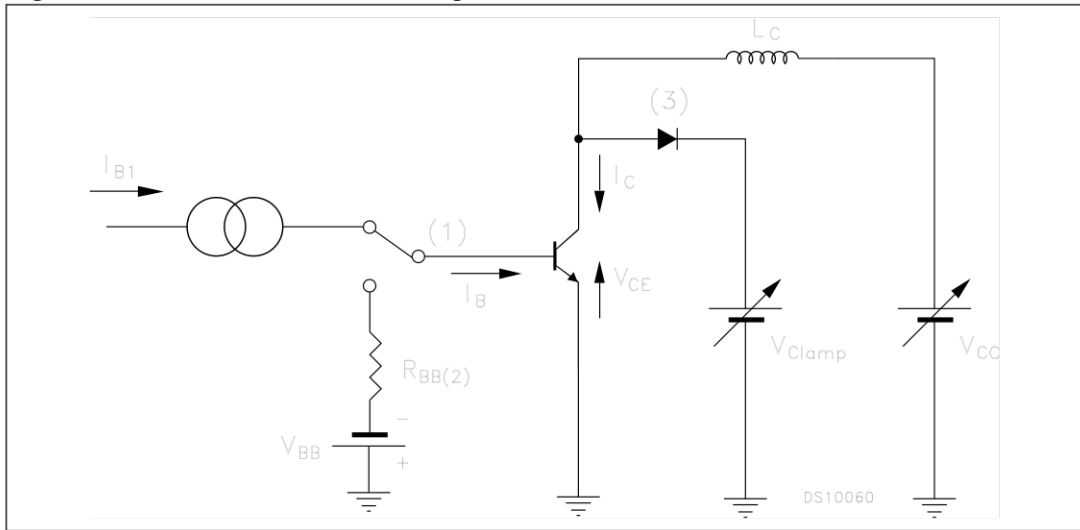 L_C
(3)
I_B1
I_C
(1)
V_CE
I_B
V_Clamp
V_CC
R_BB(2)
-
V_BB
+
DS10060